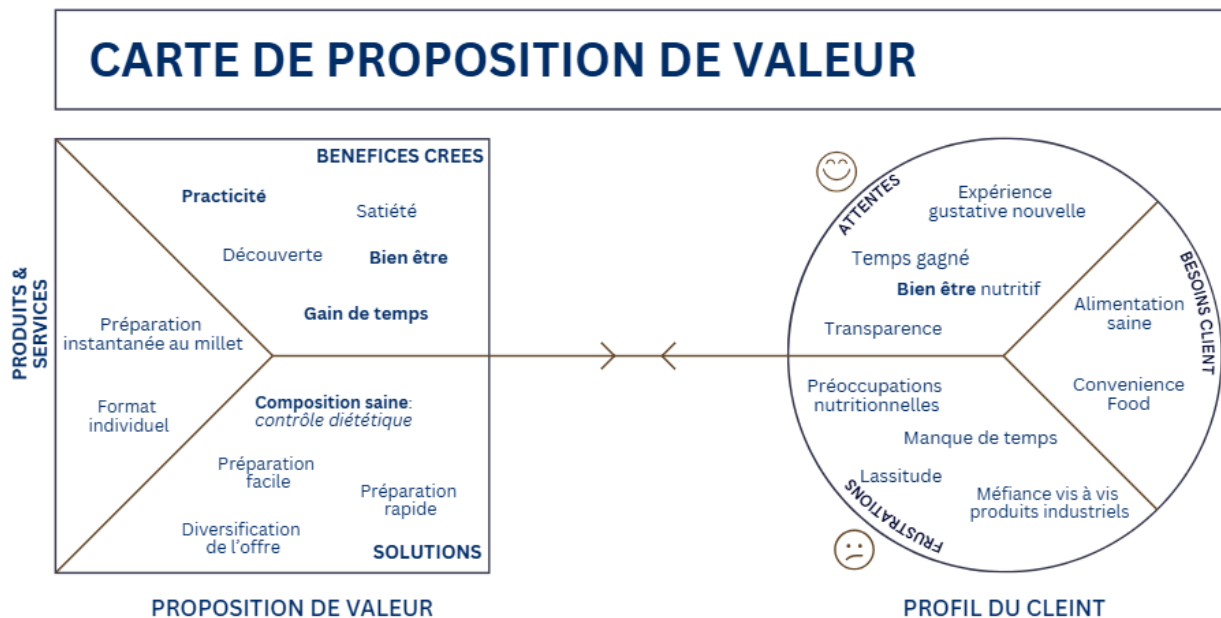 CARTE DE PROPOSITION DE VALEUR
PRODUITS &
SERVICES
Préparation
instantanée au millet
Format
individuel
BENEFICES CREES
Practicité
Satiété
Découverte
Bien être
Gain de temps
Composition saine:
contrôle diététique
Préparation
facile
Préparation
rapide
Diversification
de l'offre
SOLUTIONS
PROPOSITION DE VALEUR
ATTENTES
Expérience
gustative nouvelle
Temps gagné
Bien être nutritif
Transparence
BESOINS CLIENT
Alimentation
saine
Convenience
Food
Préoccupations
nutritionnelles
Manque de temps
Lassitude
Méfiance vis à vis
produits industriels
FRUSTRATIONS
PROFIL DU CLEINT